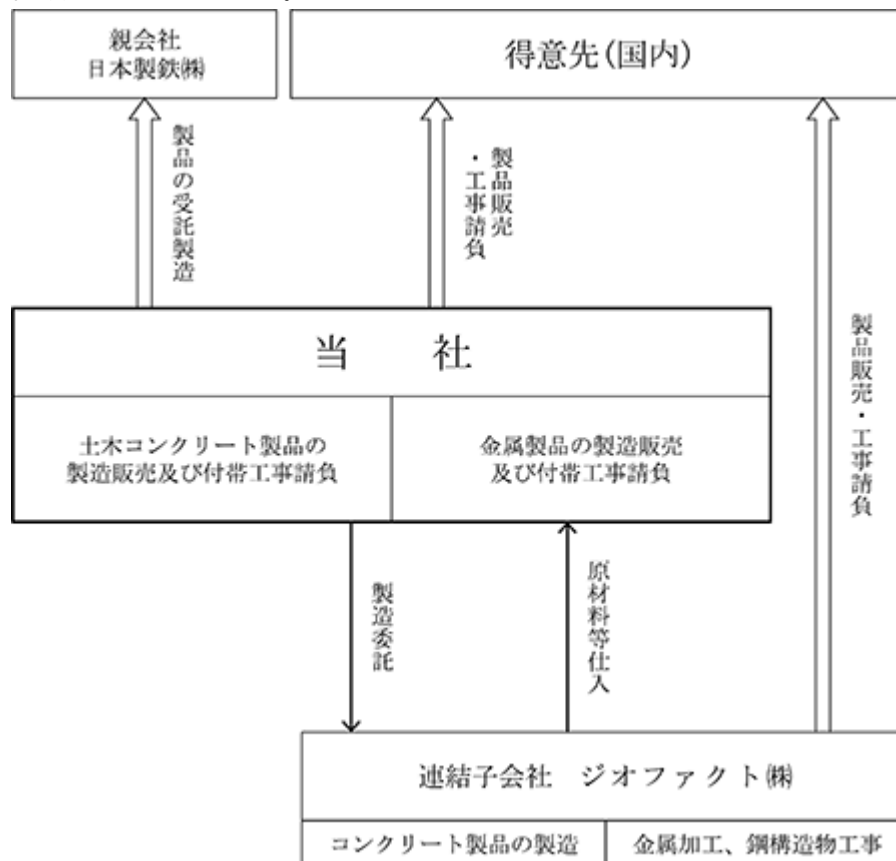 親会社
日本製鉄㈱
得意先(国内)
製品の受託製造
製品販売
・工事請負
製品販売・工事請負
当　社
土木コンクリート製品の
製造販売及び付帯工事請負
金属製品の製造販売
及び付帯工事請負
製造委託
原材料等仕入
連結子会社　ジオファクト㈱
コンクリート製品の製造
金属加工、鋼構造物工事